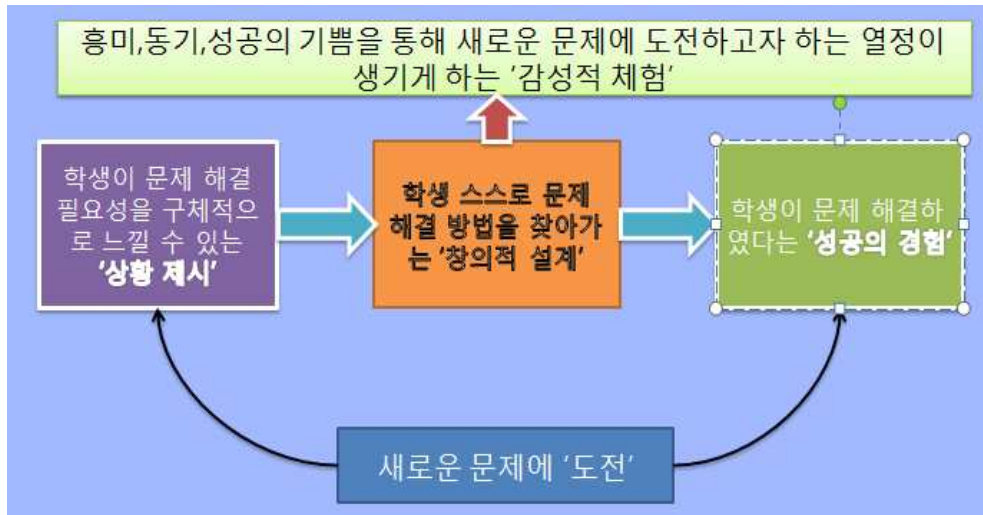 흥미,동기,성공의 기쁨을 통해 새로운 문제에 도전하고자 하는 열정이
생기게 하는 '감성적 체험'
학생이 문제 해결
필요성을 구체적으
로 느낄 수 있는
'상황 제시'
학생 스스로 문제
해결 방법을 찾아가
는 '창의적 설계'
학생이 문제 해결하
였다는 '성공의 경험'
새로운 문제에 '도전'